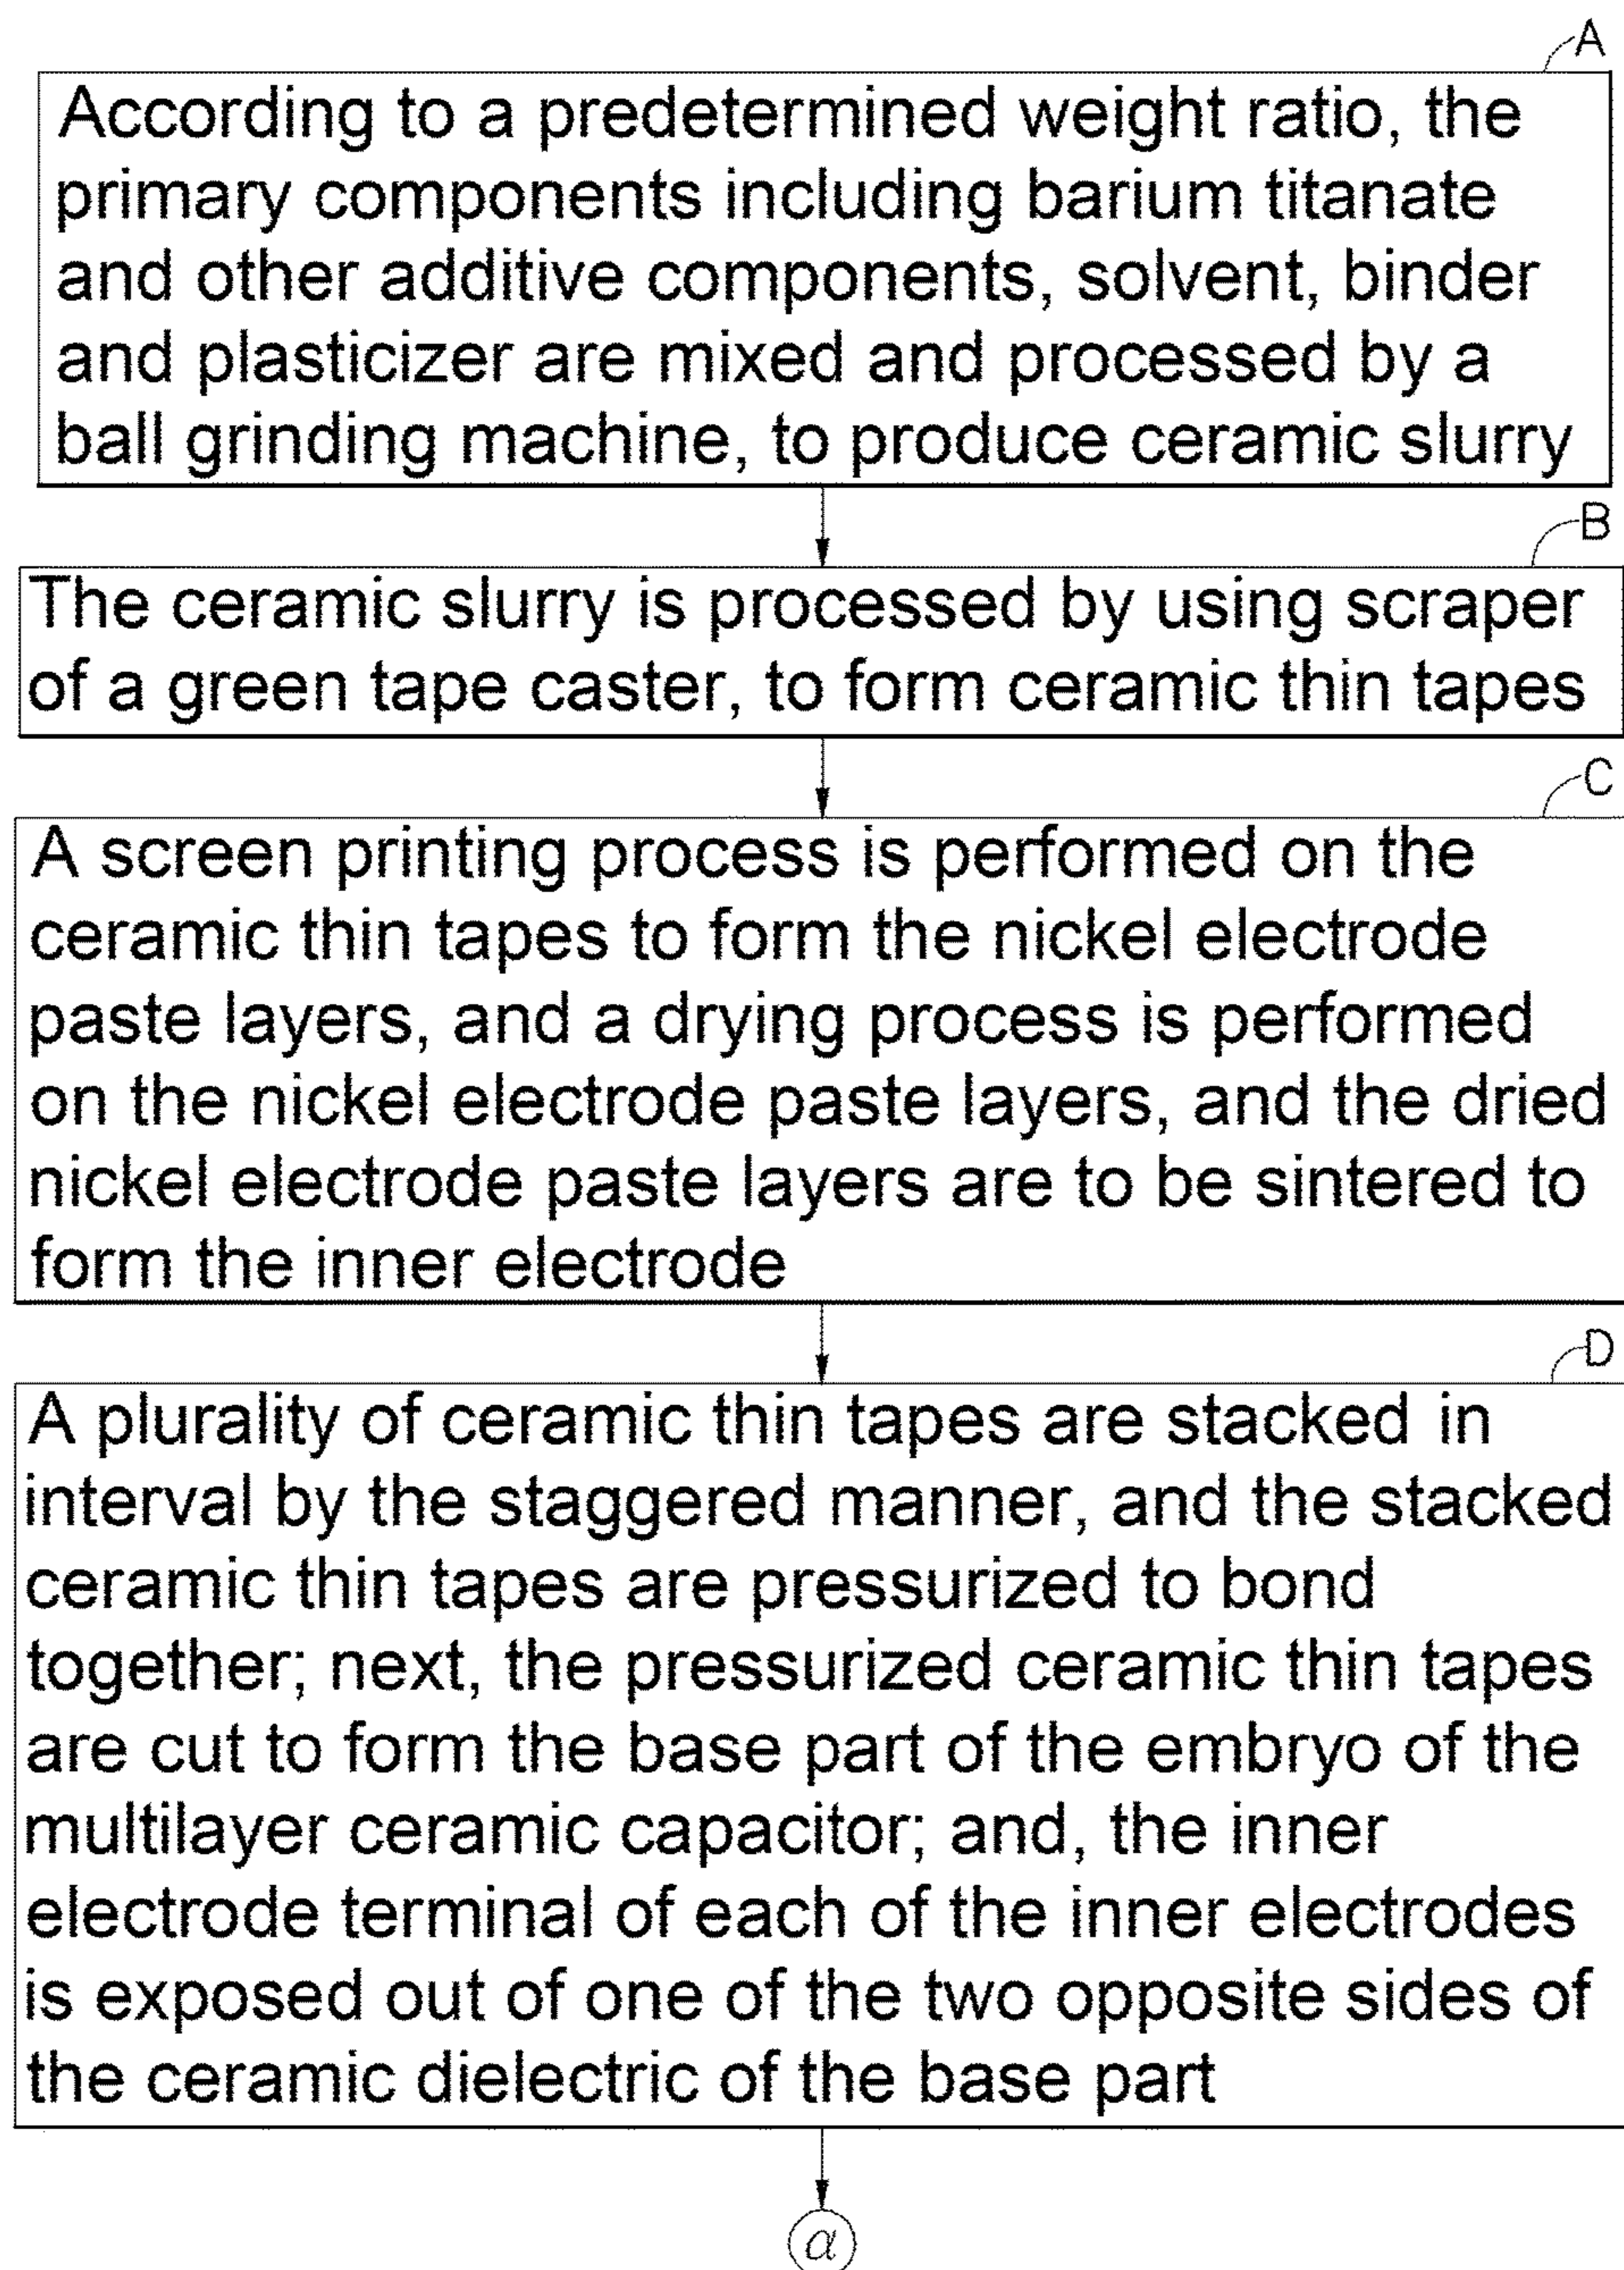 A
According to a predetermined weight ratio, the
primary components including barium titanate
and other additive components, solvent, binder
and plasticizer are mixed and processed by a
ball grinding machine, to produce ceramic slurry
B
The ceramic slurry is processed by using scraper
of a green tape caster, to form ceramic thin tapes
C
A screen printing process is performed on the
ceramic thin tapes to form the nickel electrode
paste layers, and a drying process is performed
on the nickel electrode paste layers, and the dried
nickel electrode paste layers are to be sintered to
form the inner electrode
D
A plurality of ceramic thin tapes are stacked in
interval by the staggered manner, and the stacked
ceramic thin tapes are pressurized to bond
together; next, the pressurized ceramic thin tapes
are cut to form the base part of the embryo of the
multilayer ceramic capacitor; and, the inner
electrode terminal of each of the inner electrodes
is exposed out of one of the two opposite sides of
the ceramic dielectric of the base part
a